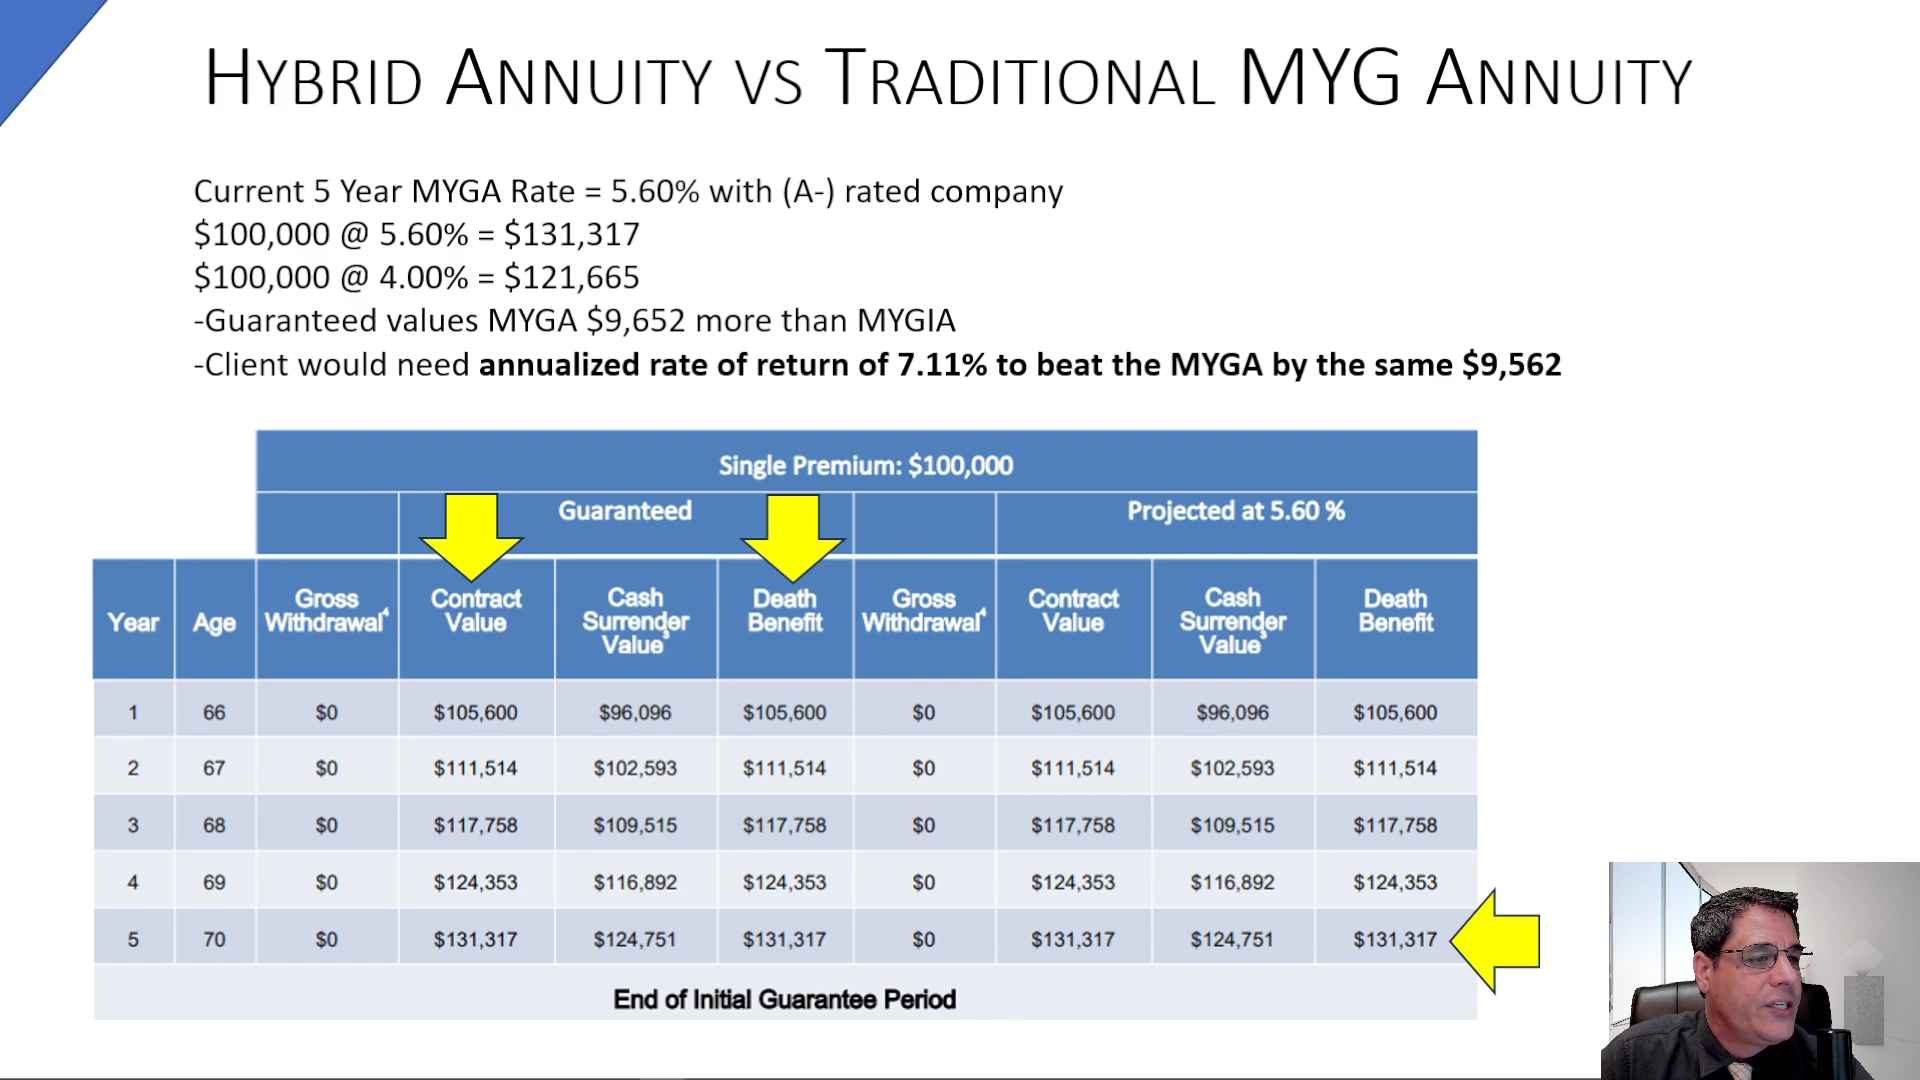 HYBRID ANNUITY VS TRADITIONAL MYG ANNUITY
Current 5 Year MYGA Rate = 5.60% with (A-) rated company
$100,000 @ 5.60% = $131,317
$100,000 @ 4.00% = $121,665
-Guaranteed values MYGA $9,652 more than MYGIA
-Client would need annualized rate of return of 7.11% to beat the MYGA by the same $9,562
Single Premium: $100,000
Guaranteed Projected at 5.60 %
Year Age Gross Withdrawal⁴ Contract Value Cash Surrender Value³ Death Benefit Gross Withdrawal⁴ Contract Value Cash Surrender Value³ Death Benefit
1 66 $0 $105,600 $96,096 $105,600 $0 $105,600 $96,096 $105,600
2 67 $0 $111,514 $102,593 $111,514 $0 $111,514 $102,593 $111,514
3 68 $0 $117,758 $109,515 $117,758 $0 $117,758 $109,515 $117,758
4 69 $0 $124,353 $116,892 $124,353 $0 $124,353 $116,892 $124,353
5 70 $0 $131,317 $124,751 $131,317 $0 $131,317 $124,751 $131,317
End of Initial Guarantee Period